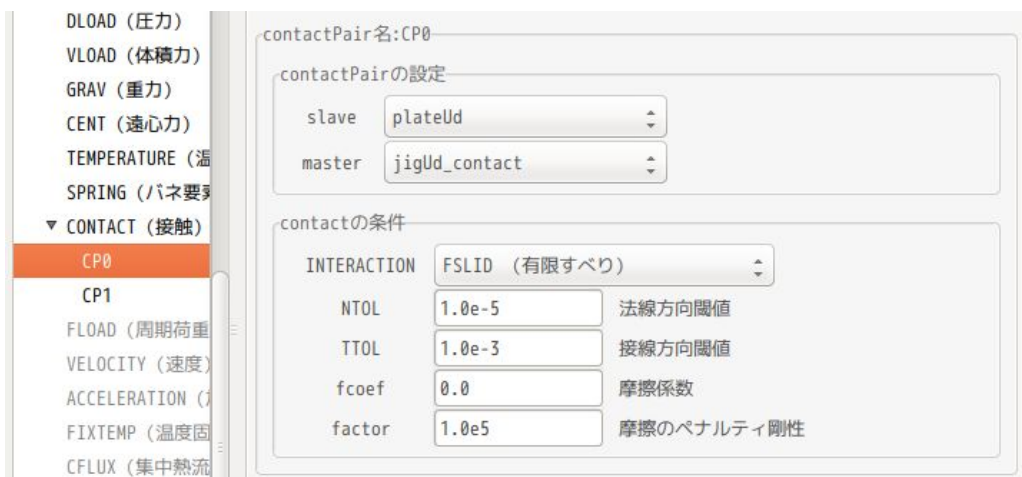 DLOAD (圧力)
VLOAD (体積力)
GRAV (重力)
CENT (遠心力)
TEMPERATURE (温
SPRING (バネ要素
▼ CONTACT (接触)
CP0
CP1
FLOAD (周期荷重
VELOCITY (速度)
ACCELERATION (加
FIXTEMP (温度固
CFLUX (集中熱流
contactPair名:CP0
contactPairの設定
slave plateUd
master jigUd_contact
contactの条件
INTERACTION FSLID (有限すべり)
NTOL 1.0e-5 法線方向閾値
TTOL 1.0e-3 接線方向閾値
fcoef 0.0 摩擦係数
factor 1.0e5 摩擦のペナルティ剛性